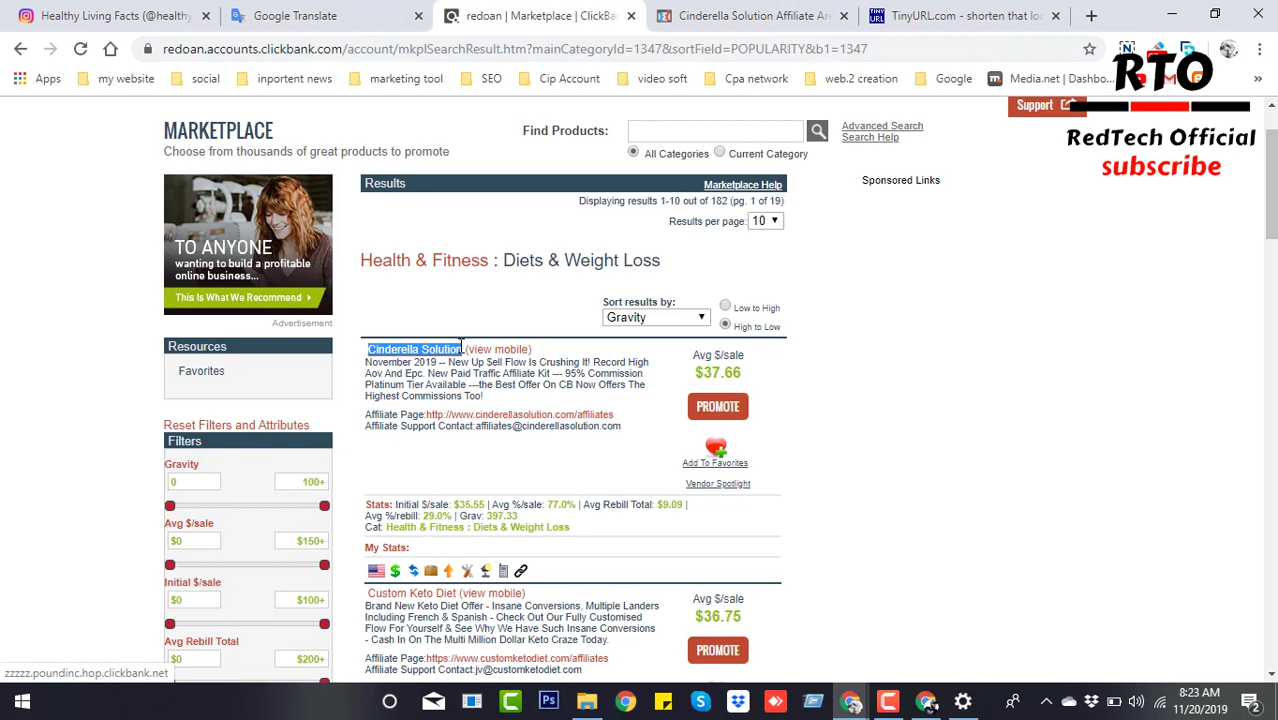 Instagram Healthy Living Facts (@healthy
Google Translate
redoan | Marketplace | ClickBa
Cinderella Solution Affiliate Are
TinyURL.com - shorten that lo
redoan.accounts.clickbank.com/account/mkplSearchResult.htm?mainCategoryId=1347&sortField=POPULARITY&b1=1347
Apps
my website
social
inportent news
marketing tool
SEO
Cip Account
video soft
Cpa network
web.2 creation
Google
Media.net | Dashbo...
RTO
RedTech Official
subscribe
Support
MARKETPLACE
Choose from thousands of great products to promote
Find Products:
Advanced Search
Search Help
All Categories
Current Category
TO ANYONE
wanting to build a profitable
online business...
This Is What We Recommend
Advertisement
Resources
Favorites
Reset Filters and Attributes
Filters
Gravity
0
100+
Avg $/sale
$0
$150+
Initial $/sale
$0
$100+
Avg Rebill Total
$0
$200+
Results
Marketplace Help
Displaying results 1-10 out of 182 (pg. 1 of 19)
Results per page: 10
Health & Fitness : Diets & Weight Loss
Sort results by:
Gravity
Low to High
High to Low
Cinderella Solution (view mobile)
November 2019 -- New Up $ell Flow Is Crushing It! Record High
Aov And Epc. New Paid Traffic Affiliate Kit --- 95% Commission
Platinum Tier Available ---the Best Offer On CB Now Offers The
Highest Commissions Too!
Affiliate Page:http://www.cinderellasolution.com/affiliates
Affiliate Support Contact:affiliates@cinderellasolution.com
Avg $/sale
$37.66
PROMOTE
Add To Favorites
Vendor Spotlight
Stats: Initial $/sale: $35.55 | Avg %/sale: 77.0% | Avg Rebill Total: $9.09 |
Avg %/rebill: 29.0% | Grav: 397.33
Cat: Health & Fitness : Diets & Weight Loss
My Stats:
Custom Keto Diet (view mobile)
Brand New Keto Diet Offer - Insane Conversions, Multiple Landers
Including French & Spanish - Check Out Our Fully Customised
Flow For Yourself & See Why We Have Such Insane Conversions
- Cash In On The Multi Million Dollar Keto Craze Today.
Affiliate Page:https://www.customketodiet.com/affiliates
Affiliate Support Contact:jv@customketodiet.com
Avg $/sale
$36.75
PROMOTE
Sponsored Links
zzzzz.poundinc.hop.clickbank.net
8:23 AM
11/20/2019
2